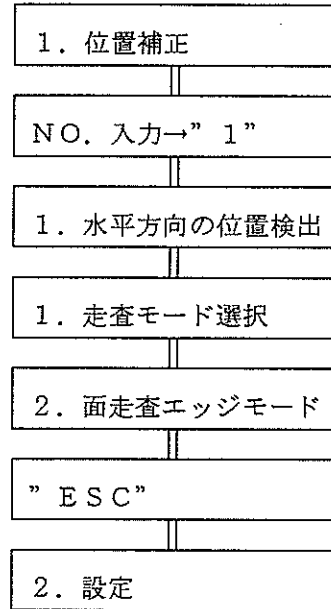 １．位置補正
ＮＯ．入力→”１”
１．水平方向の位置検出
１．走査モード選択
２．面走査エッジモード
”ＥＳＣ”
２．設定